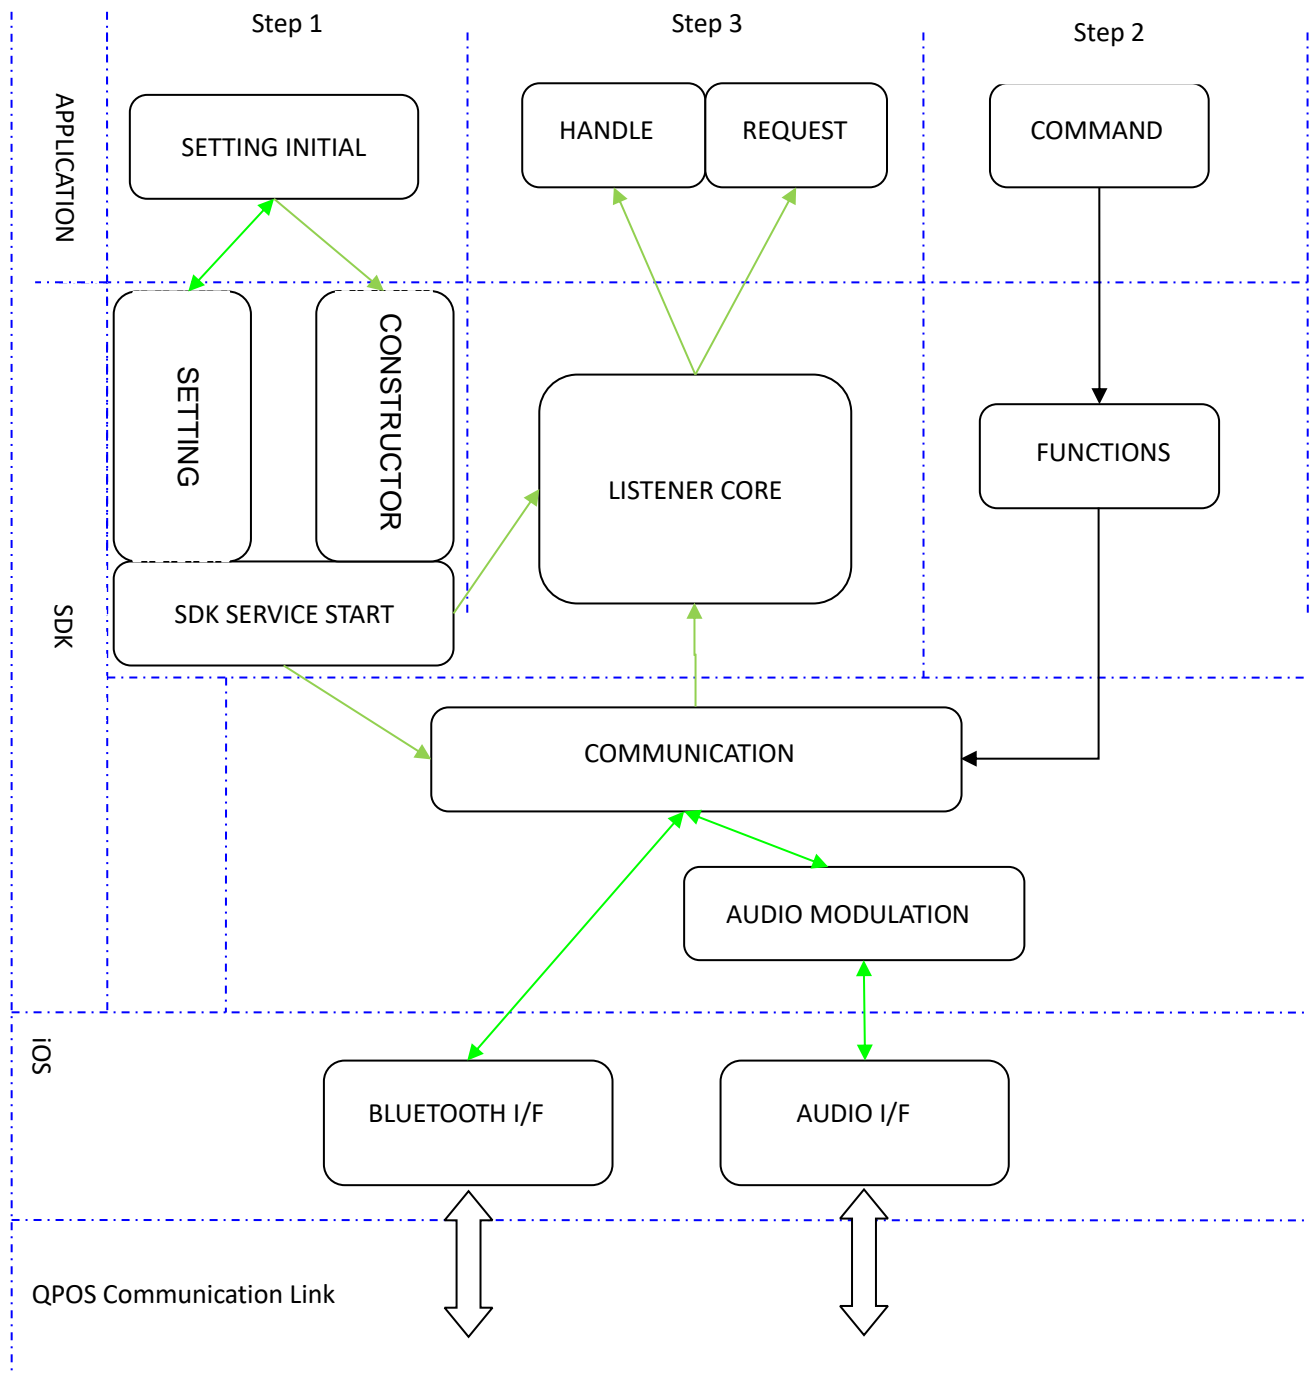 Step 1
Step 3
Step 2
APPLICATION
SETTING INITIAL
HANDLE
REQUEST
COMMAND
SETTING
CONSTRUCTOR
LISTENER CORE
FUNCTIONS
SDK
SDK SERVICE START
COMMUNICATION
AUDIO MODULATION
iOS
BLUETOOTH I/F
AUDIO I/F
QPOS Communication Link